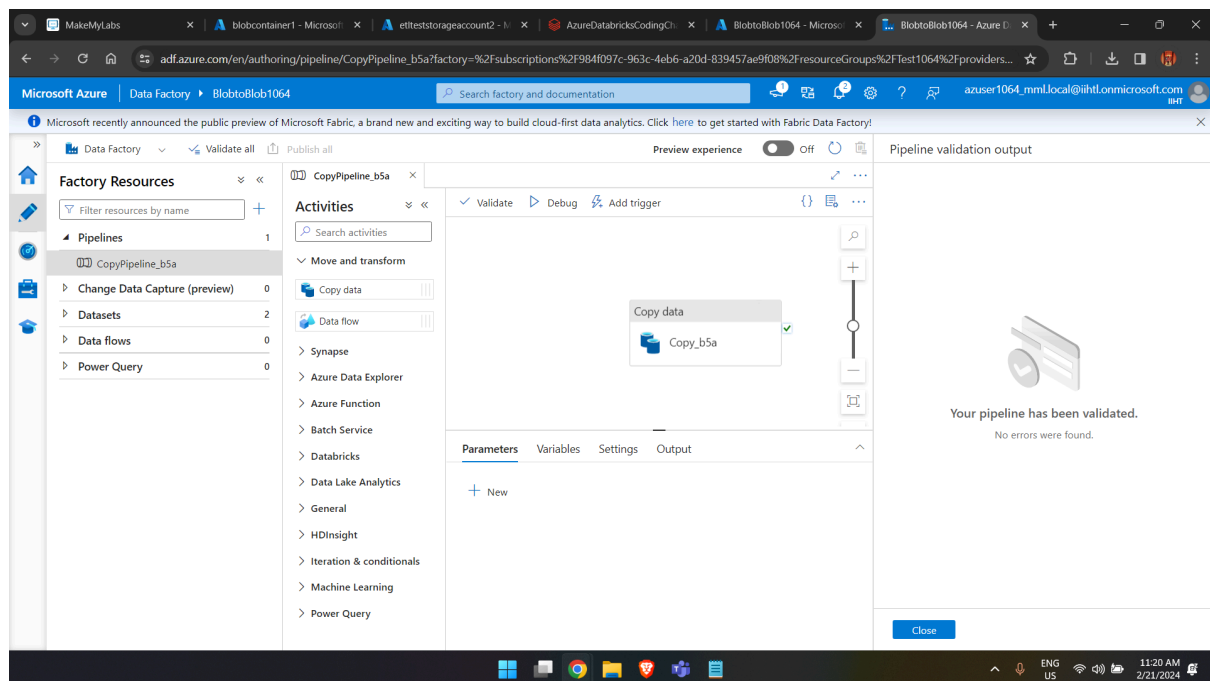 MakeMyLabs
blobcontainer1 - Microsoft
etlteststorageaccount2 - M
AzureDatabricksCodingCh
BlobtoBlob1064 - Microsof
BlobtoBlob1064 - Azure D
adf.azure.com/en/authoring/pipeline/CopyPipeline_b5a?factory=%2Fsubscriptions%2F984f097c-963c-4eb6-a20d-839457ae9f08%2FresourceGroups%2FTest1064%2Fproviders...
Microsoft Azure
Data Factory
BlobtoBlob1064
Search factory and documentation
1
2
azuser1064_mml.local@iihtl.onmicrosoft.com
IIHT
Microsoft recently announced the public preview of Microsoft Fabric, a brand new and exciting way to build cloud-first data analytics. Click here to get started with Fabric Data Factory!
Data Factory
Validate all
Publish all
Preview experience
Off
Pipeline validation output
Factory Resources
CopyPipeline_b5a
Filter resources by name
Activities
Validate
Debug
Add trigger
Search activities
Pipelines 1
CopyPipeline_b5a
Change Data Capture (preview) 0
Datasets 2
Data flows 0
Power Query 0
Move and transform
Copy data
Data flow
Synapse
Azure Data Explorer
Azure Function
Batch Service
Databricks
Data Lake Analytics
General
HDInsight
Iteration & conditionals
Machine Learning
Power Query
Copy data
Copy_b5a
Parameters
Variables
Settings
Output
New
Your pipeline has been validated.
No errors were found.
Close
ENG
US
11:20 AM
2/21/2024